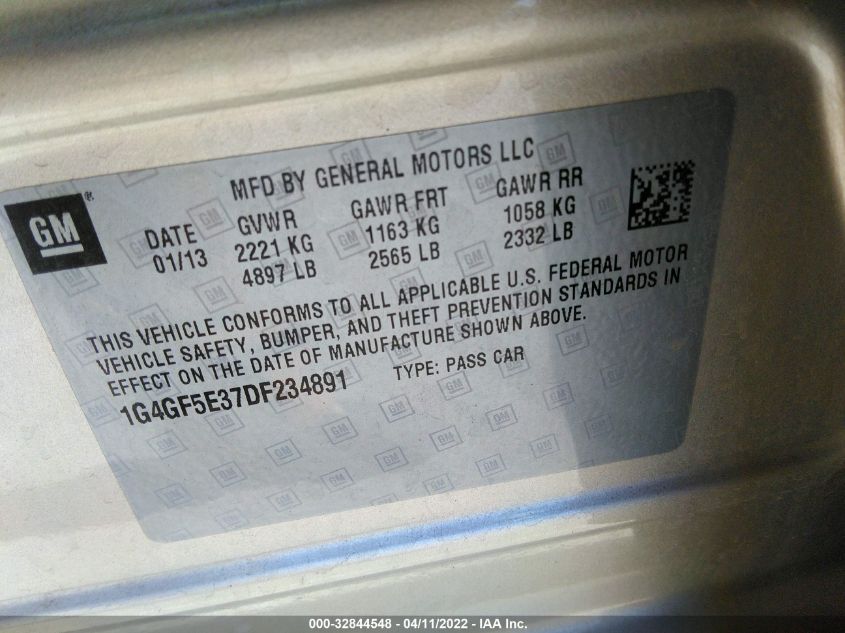 MFD BY GENERAL MOTORS LLC
GM®
DATE GVWR GAWR FRT GAWR RR
01/13 2221 KG 1163 KG 1058 KG
4897 LB 2565 LB 2332 LB
THIS VEHICLE CONFORMS TO ALL APPLICABLE U.S. FEDERAL MOTOR
VEHICLE SAFETY, BUMPER, AND THEFT PREVENTION STANDARDS IN
EFFECT ON THE DATE OF MANUFACTURE SHOWN ABOVE.
1G4GF5E37DF234891 TYPE: PASS CAR
000-32844548 - 04/11/2022 - IAA Inc.